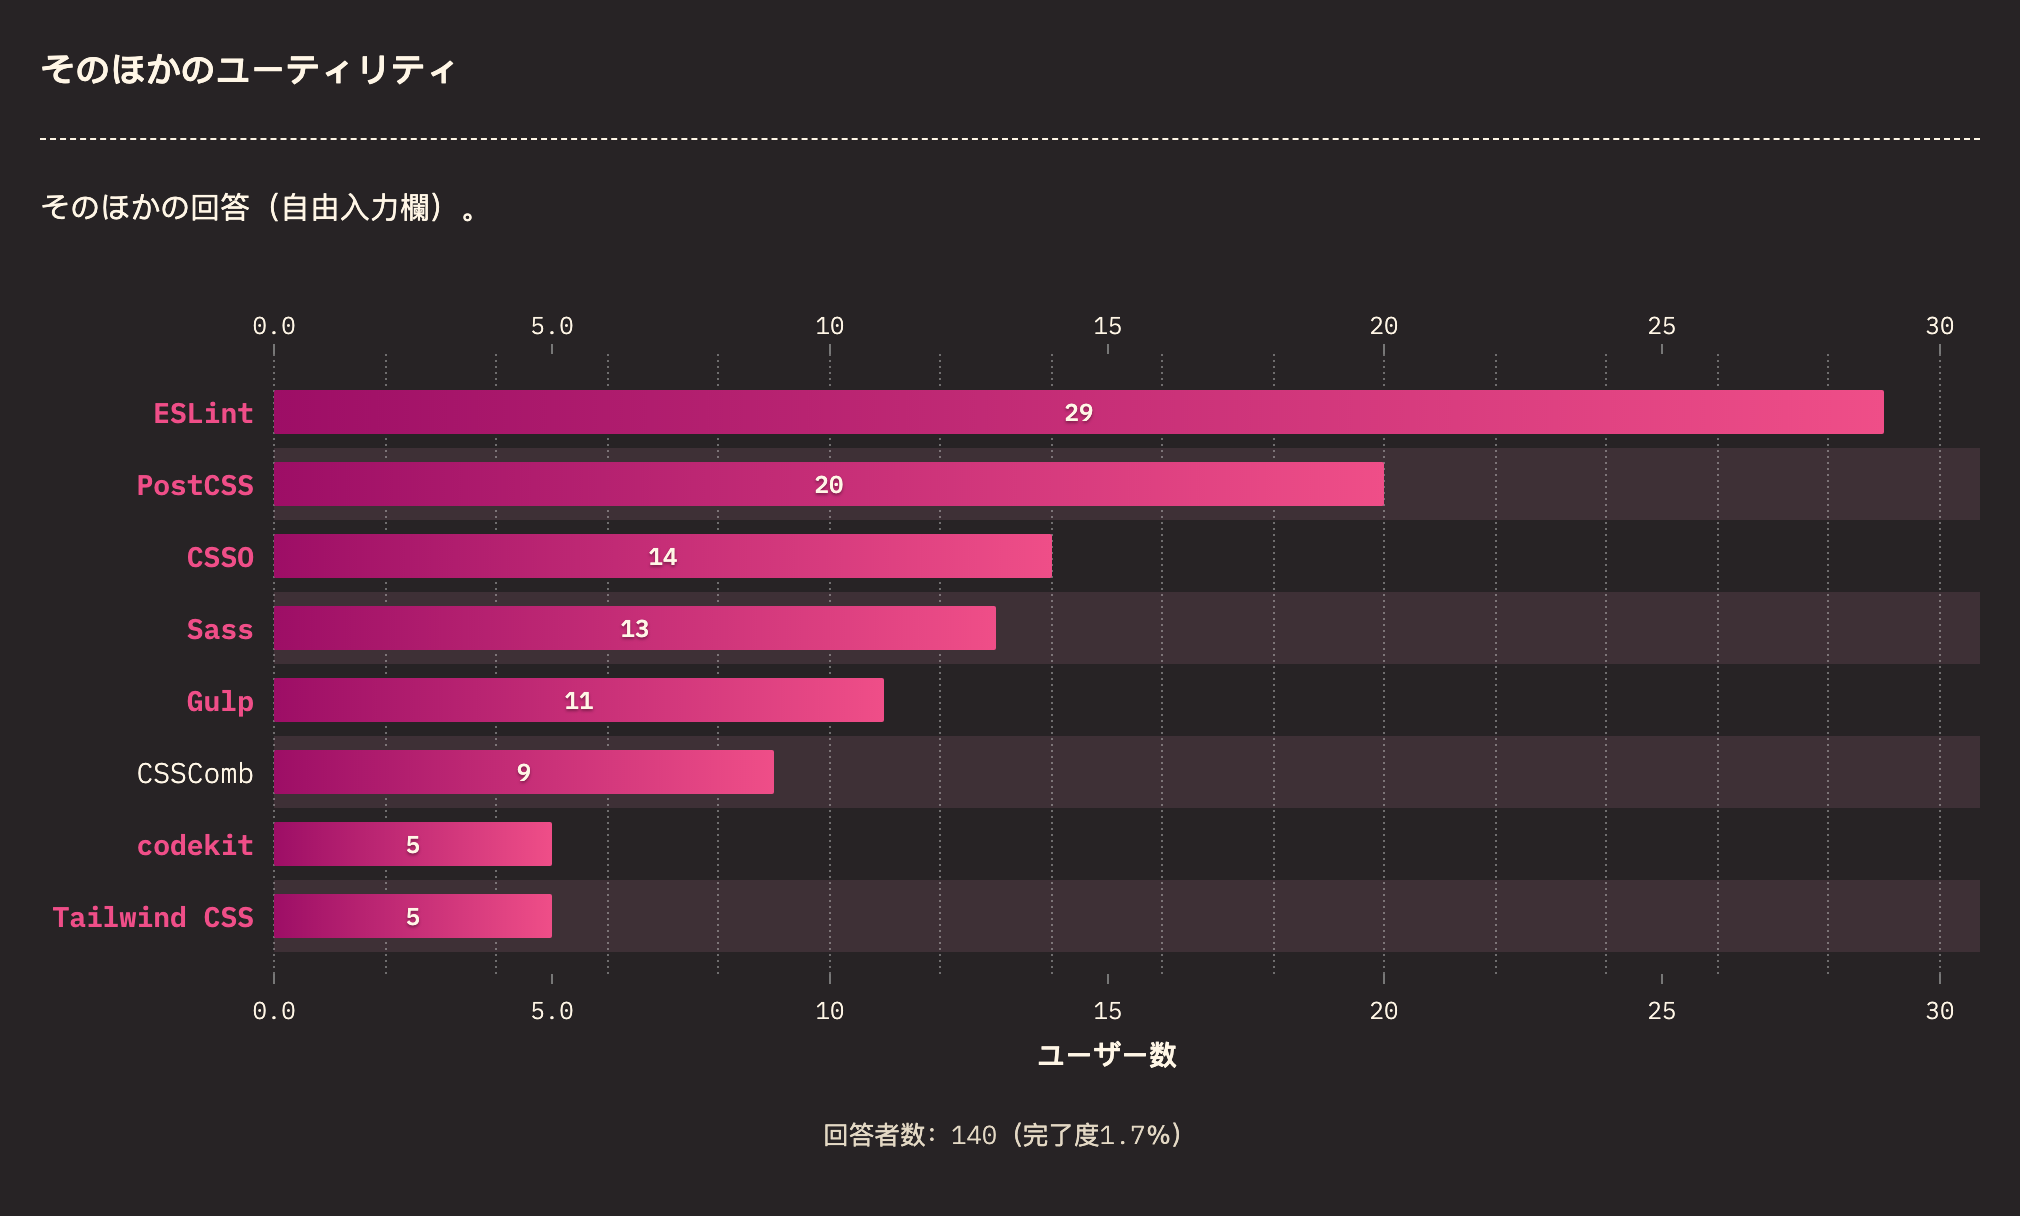 そのほかのユーティリティ
そのほかの回答（自由入力欄）。
0.0 5.0 10 15 20 25 30
ESLint 29
PostCSS 20
CSSO 14
Sass 13
Gulp 11
CSSComb 9
codekit 5
Tailwind CSS 5
0.0 5.0 10 15 20 25 30
ユーザー数
回答者数: 140 (完了度1.7%)